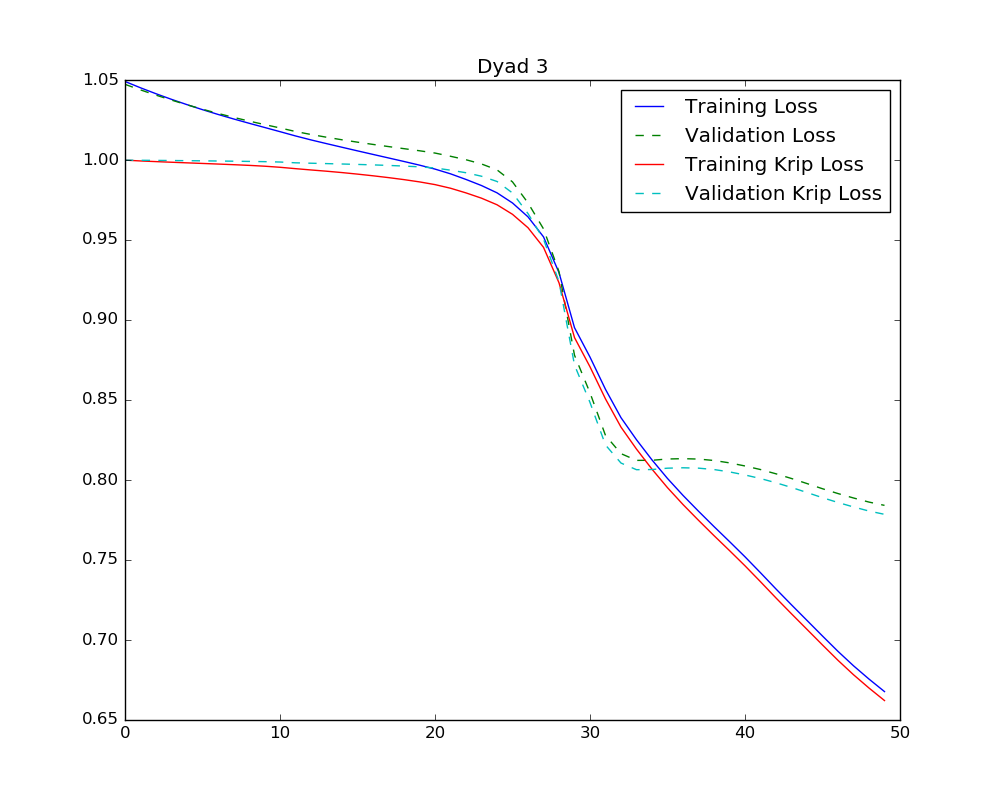 Dyad 3
1.05
1.00
0.95
0.90
0.85
0.80
0.75
0.70
0.65
0 10 20 30 40 50
Training Loss
Validation Loss
Training Krip Loss
Validation Krip Loss